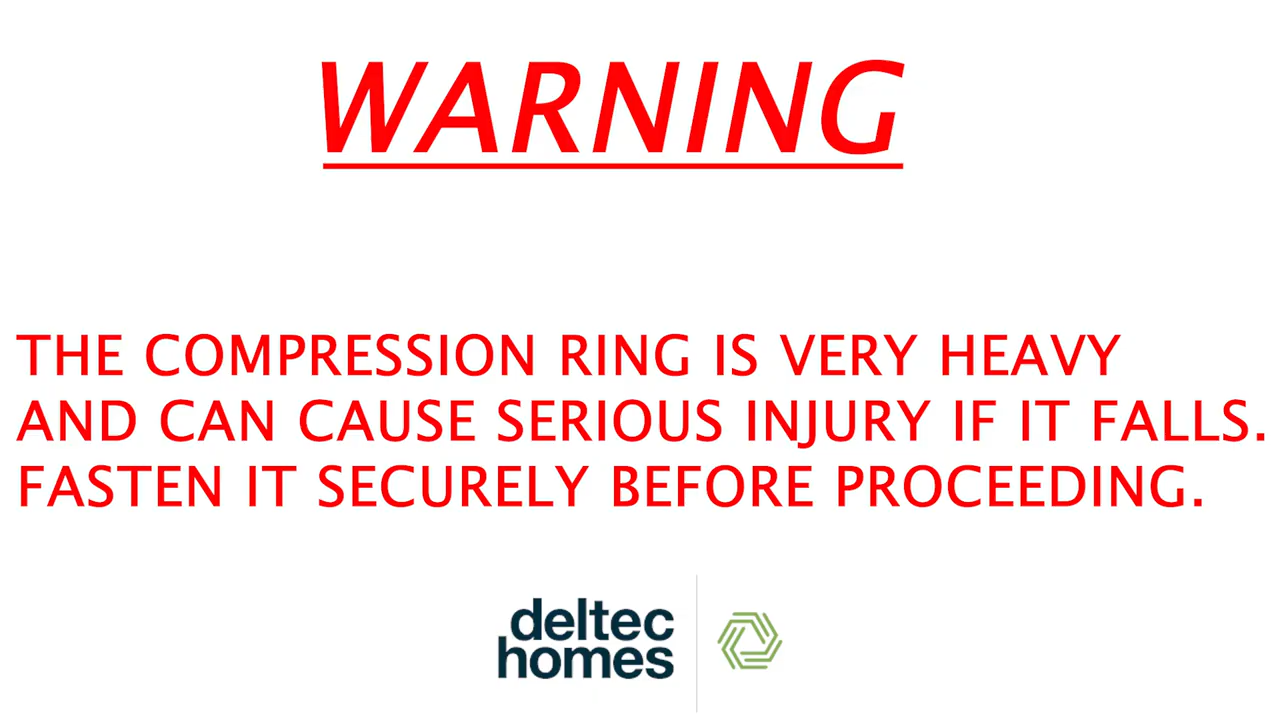 WARNING
THE COMPRESSION RING IS VERY HEAVY
AND CAN CAUSE SERIOUS INJURY IF IT FALLS.
FASTEN IT SECURELY BEFORE PROCEEDING.
deltec
homes